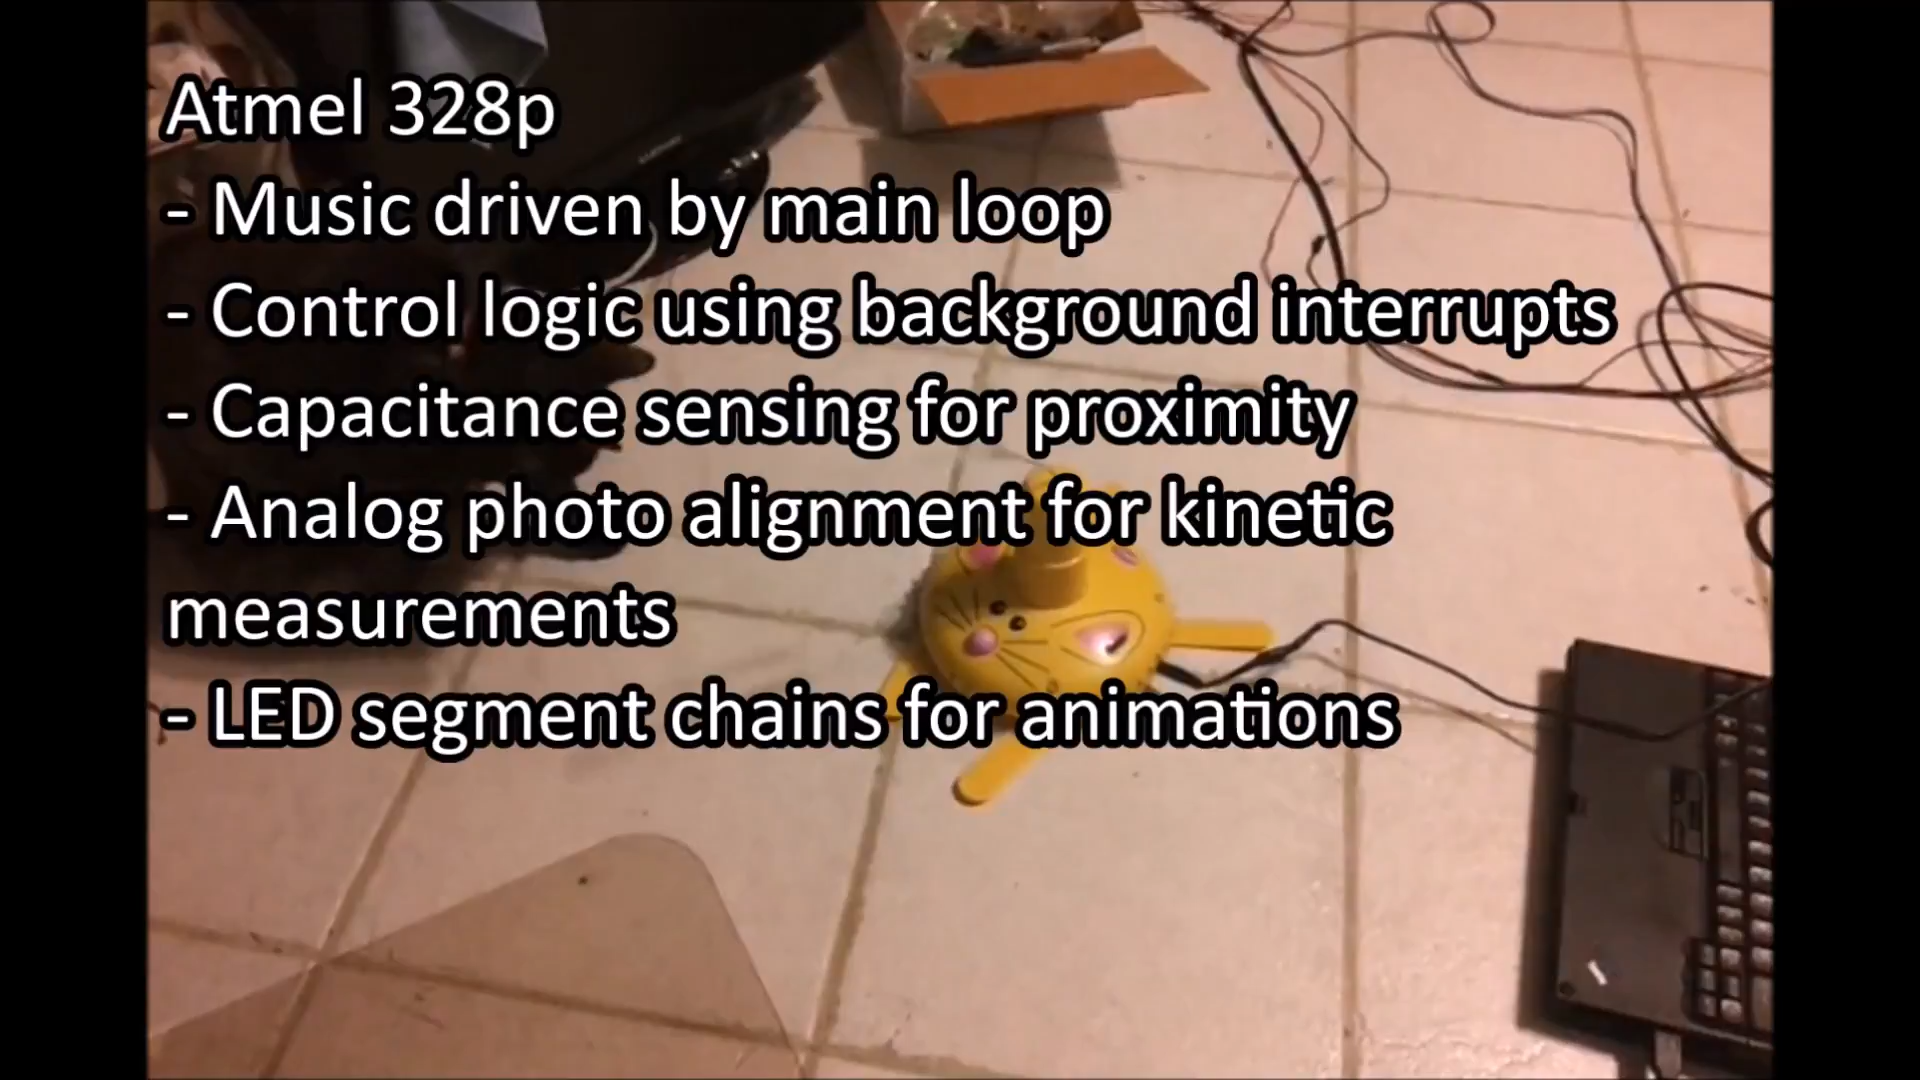 Atmel 328p
- Music driven by main loop
- Control logic using background interrupts
- Capacitance sensing for proximity
- Analog photo alignment for kinetic
measurements
- LED segment chains for animations